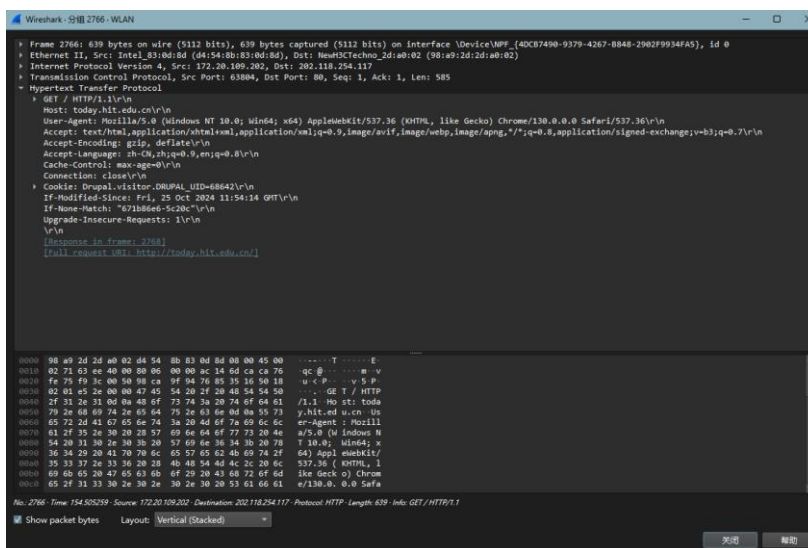 Wireshark · 分组 2766 · WLAN
Frame 2766: 639 bytes on wire (5112 bits), 639 bytes captured (5112 bits) on interface \Device\NPF_{4DCB7490-9379-4267-8848-2902F9934FA5}, id 0
Ethernet II, Src: Intel_83:0d:8d (d4:54:8b:83:0d:8d), Dst: NewH3CTechno_2d:a0:02 (98:a9:2d:2d:a0:02)
Internet Protocol Version 4, Src: 172.20.109.202, Dst: 202.118.254.117
Transmission Control Protocol, Src Port: 63804, Dst Port: 80, Seq: 1, Ack: 1, Len: 585
Hypertext Transfer Protocol
GET / HTTP/1.1\r\n
Host: today.hit.edu.cn\r\n
User-Agent: Mozilla/5.0 (Windows NT 10.0; Win64; x64) AppleWebKit/537.36 (KHTML, like Gecko) Chrome/130.0.0.0 Safari/537.36\r\n
Accept: text/html,application/xhtml+xml,application/xml;q=0.9,image/avif,image/webp,image/apng,*/*;q=0.8,application/signed-exchange;v=b3;q=0.7\r\n
Accept-Encoding: gzip, deflate\r\n
Accept-Language: zh-CN,zh;q=0.9,en;q=0.8\r\n
Cache-Control: max-age=0\r\n
Connection: close\r\n
Cookie: Drupal.visitor.DRUPAL_UID=68642\r\n
If-Modified-Since: Fri, 25 Oct 2024 11:54:14 GMT\r\n
If-None-Match: "671b86e6-5c20c"\r\n
Upgrade-Insecure-Requests: 1\r\n
\r\n
[Response in frame: 2768]
[Full request URI: http://today.hit.edu.cn/]
0000 98 a9 2d 2d a0 02 d4 54 8b 83 0d 8d 08 00 45 00 ··--···T ······E·
0010 02 71 63 ee 40 00 80 06 00 00 ac 14 6d ca ca 76 ·qc·@··· ····m··v
0020 fe 75 f9 3c 00 50 98 ca 9f 94 76 85 35 16 50 18 ·u·<·P·· ··v·5·P·
0030 02 01 e5 2e 00 00 47 45 54 20 2f 20 48 54 54 50 ···.··GE T / HTTP
0040 2f 31 2e 31 0d 0a 48 6f 73 74 3a 20 74 6f 64 61 /1.1··Ho st: toda
0050 79 2e 68 69 74 2e 65 64 75 2e 63 6e 0d 0a 55 73 y.hit.ed u.cn··Us
0060 65 72 2d 41 67 65 6e 74 3a 20 4d 6f 7a 69 6c 6c er-Agent : Mozill
0070 61 2f 35 2e 30 20 28 57 69 6e 64 6f 77 73 20 4e a/5.0 (W indows N
0080 54 20 31 30 2e 30 3b 20 57 69 6e 36 34 3b 20 78 T 10.0; Win64; x
0090 36 34 29 20 41 70 70 6c 65 57 65 62 4b 69 74 2f 64) Appl eWebKit/
00a0 35 33 37 2e 33 36 20 28 4b 48 54 4d 4c 2c 20 6c 537.36 ( KHTML, l
00b0 69 6b 65 20 47 65 63 6b 6f 29 20 43 68 72 6f 6d ike Geck o) Chrom
00c0 65 2f 31 33 30 2e 30 2e 30 2e 30 20 53 61 66 61 e/130.0. 0.0 Safa
No.: 2766 · Time: 154.505259 · Source: 172.20.109.202 · Destination: 202.118.254.117 · Protocol: HTTP · Length: 639 · Info: GET / HTTP/1.1
Show packet bytes Layout: Vertical (Stacked)
关闭 帮助